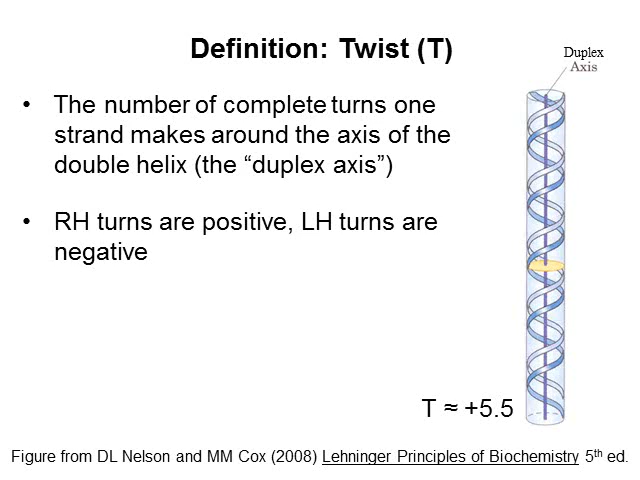 Definition: Twist (T)
Duplex
Axis
• The number of complete turns one
strand makes around the axis of the
double helix (the “duplex axis”)
• RH turns are positive, LH turns are
negative
T ≈ +5.5
Figure from DL Nelson and MM Cox (2008) Lehninger Principles of Biochemistry 5th ed.